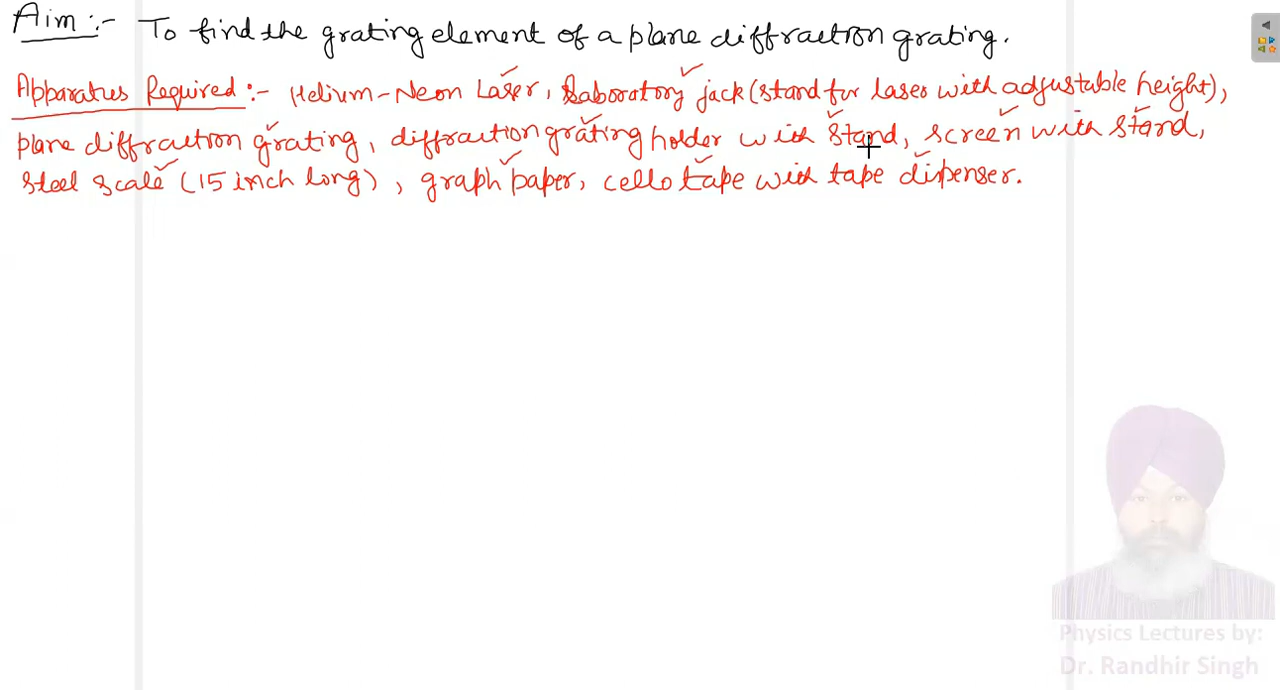 Aim:- To find the grating element of a plane diffraction grating.
Apparatus Required:- Helium-Neon Laser, Laboratory jack (stand for laser with adjustable height),
plane diffraction grating, diffraction grating holder with stand, screen with stand,
steel scale (15 inch long), graph paper, cello tape with tape dispenser.
Physics Lectures by:
Dr. Randhir Singh